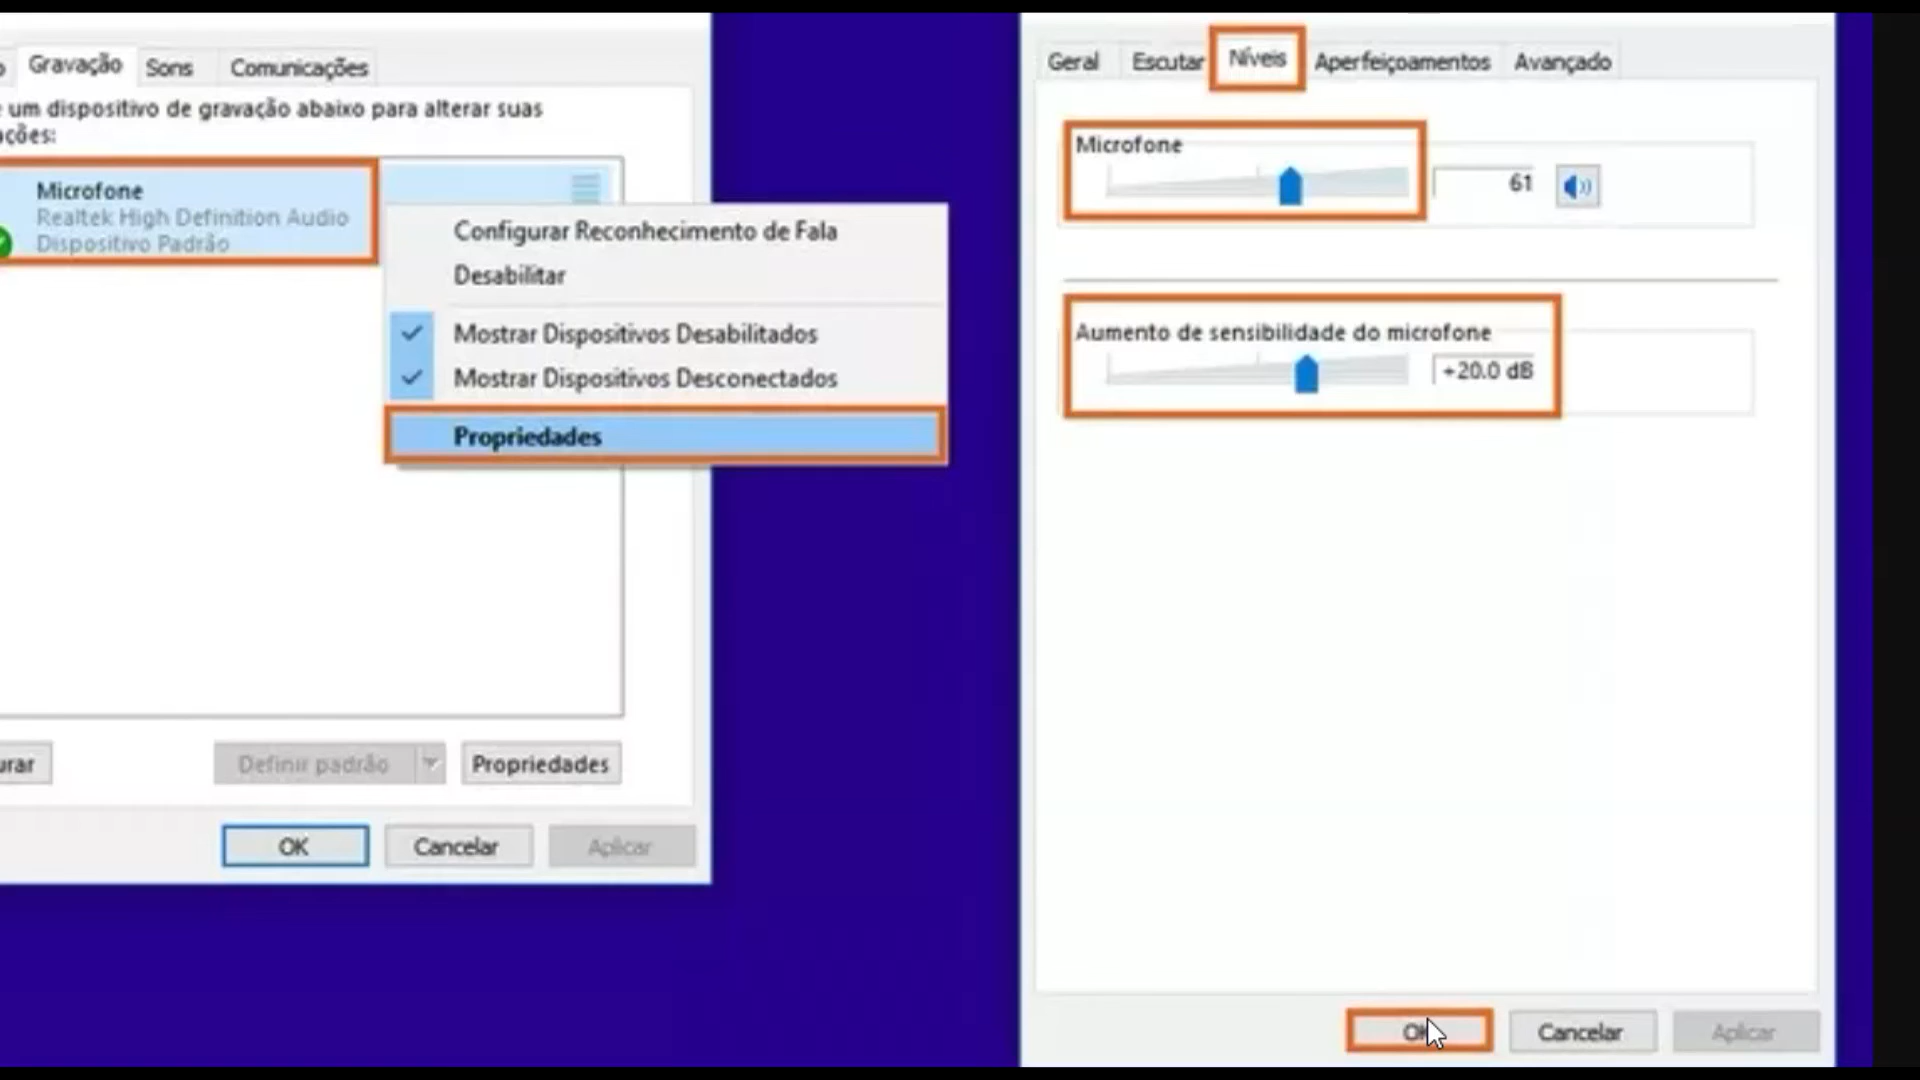 Gravação
Sons
Comunicações
um dispositivo de gravação abaixo para alterar suas
ações:
Microfone
Realtek High Definition Audio
Dispositivo Padrão
Configurar Reconhecimento de Fala
Desabilitar
Mostrar Dispositivos Desabilitados
Mostrar Dispositivos Desconectados
Propriedades
urar
Definir padrão
Propriedades
OK
Cancelar
Aplicar
Geral
Escutar
Níveis
Aperfeiçoamentos
Avançado
Microfone
61
Aumento de sensibilidade do microfone
+20.0 dB
OK
Cancelar
Aplicar